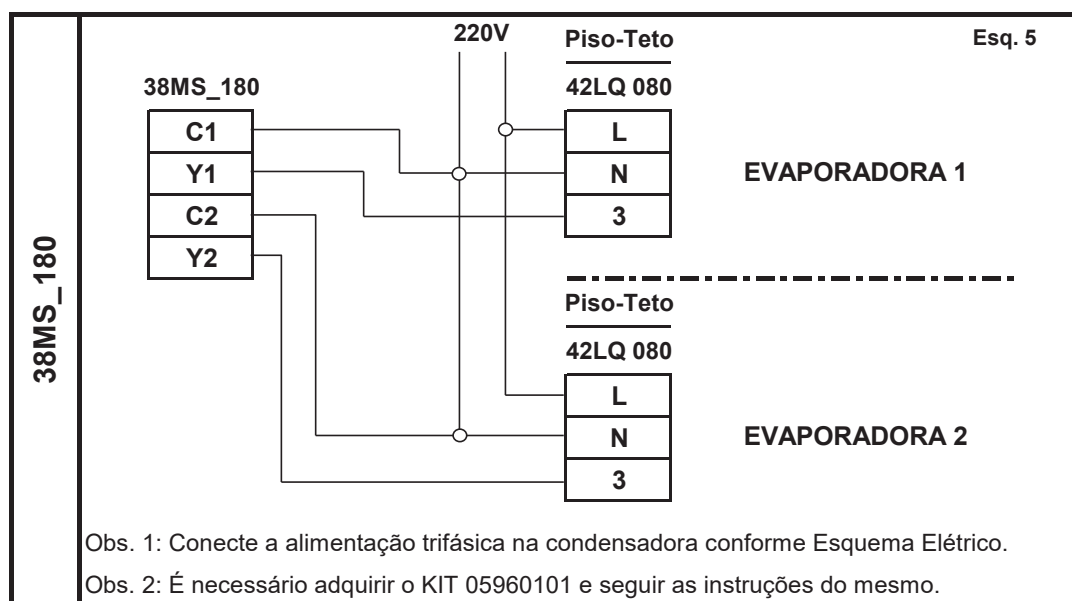 220V
Piso-Teto
Esq. 5
38MS_180
42LQ 080
C1
L
Y1
N
EVAPORADORA 1
C2
3
Y2
38MS_180
Piso-Teto
42LQ 080
L
N
EVAPORADORA 2
3
Obs. 1: Conecte a alimentação trifásica na condensadora conforme Esquema Elétrico.
Obs. 2: É necessário adquirir o KIT 05960101 e seguir as instruções do mesmo.